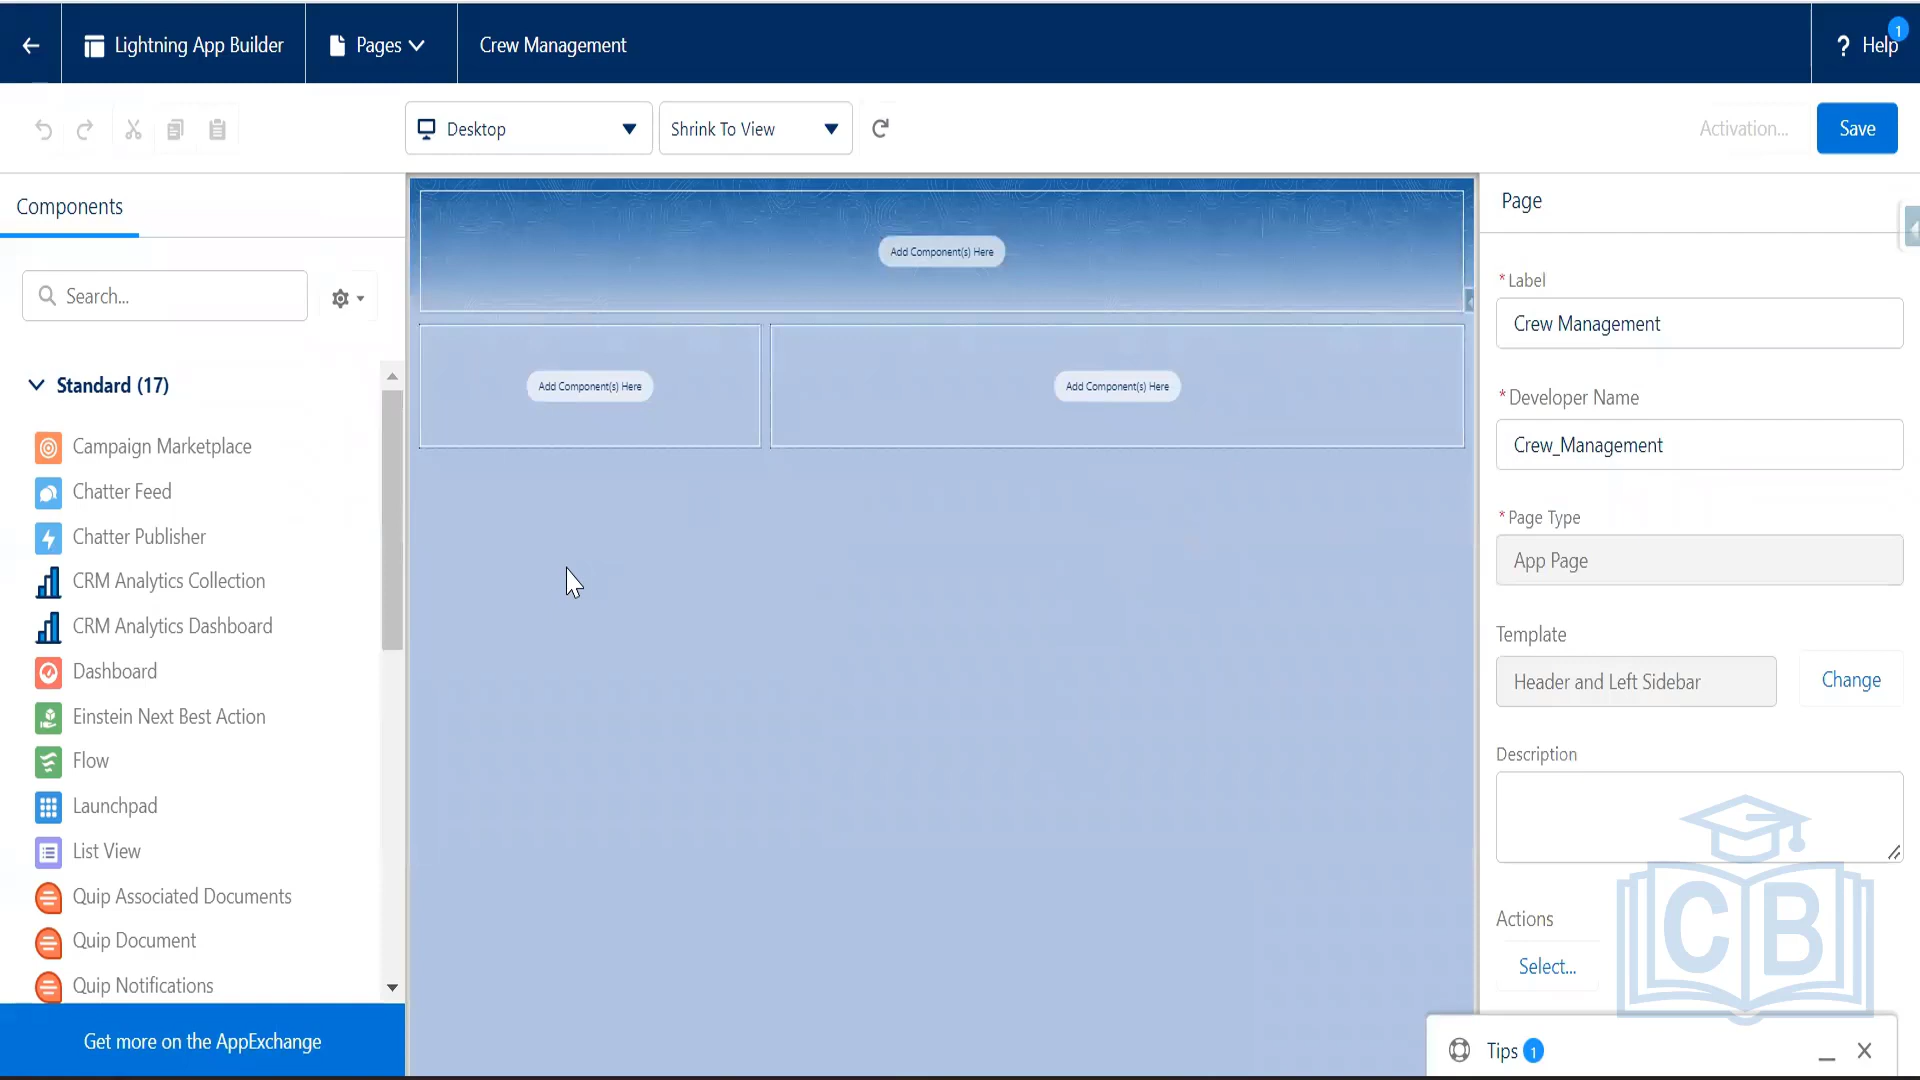 Lightning App Builder
Pages
Crew Management
? Help
1
Desktop
Shrink To View
Activation...
Save
Components
Search...
Standard (17)
Campaign Marketplace
Chatter Feed
Chatter Publisher
CRM Analytics Collection
CRM Analytics Dashboard
Dashboard
Einstein Next Best Action
Flow
Launchpad
List View
Quip Associated Documents
Quip Document
Quip Notifications
Get more on the AppExchange
Add Component(s) Here
Add Component(s) Here
Add Component(s) Here
Page
*Label
Crew Management
*Developer Name
Crew_Management
*Page Type
App Page
Template
Header and Left Sidebar
Change
Description
Actions
Select...
CB
Tips 1